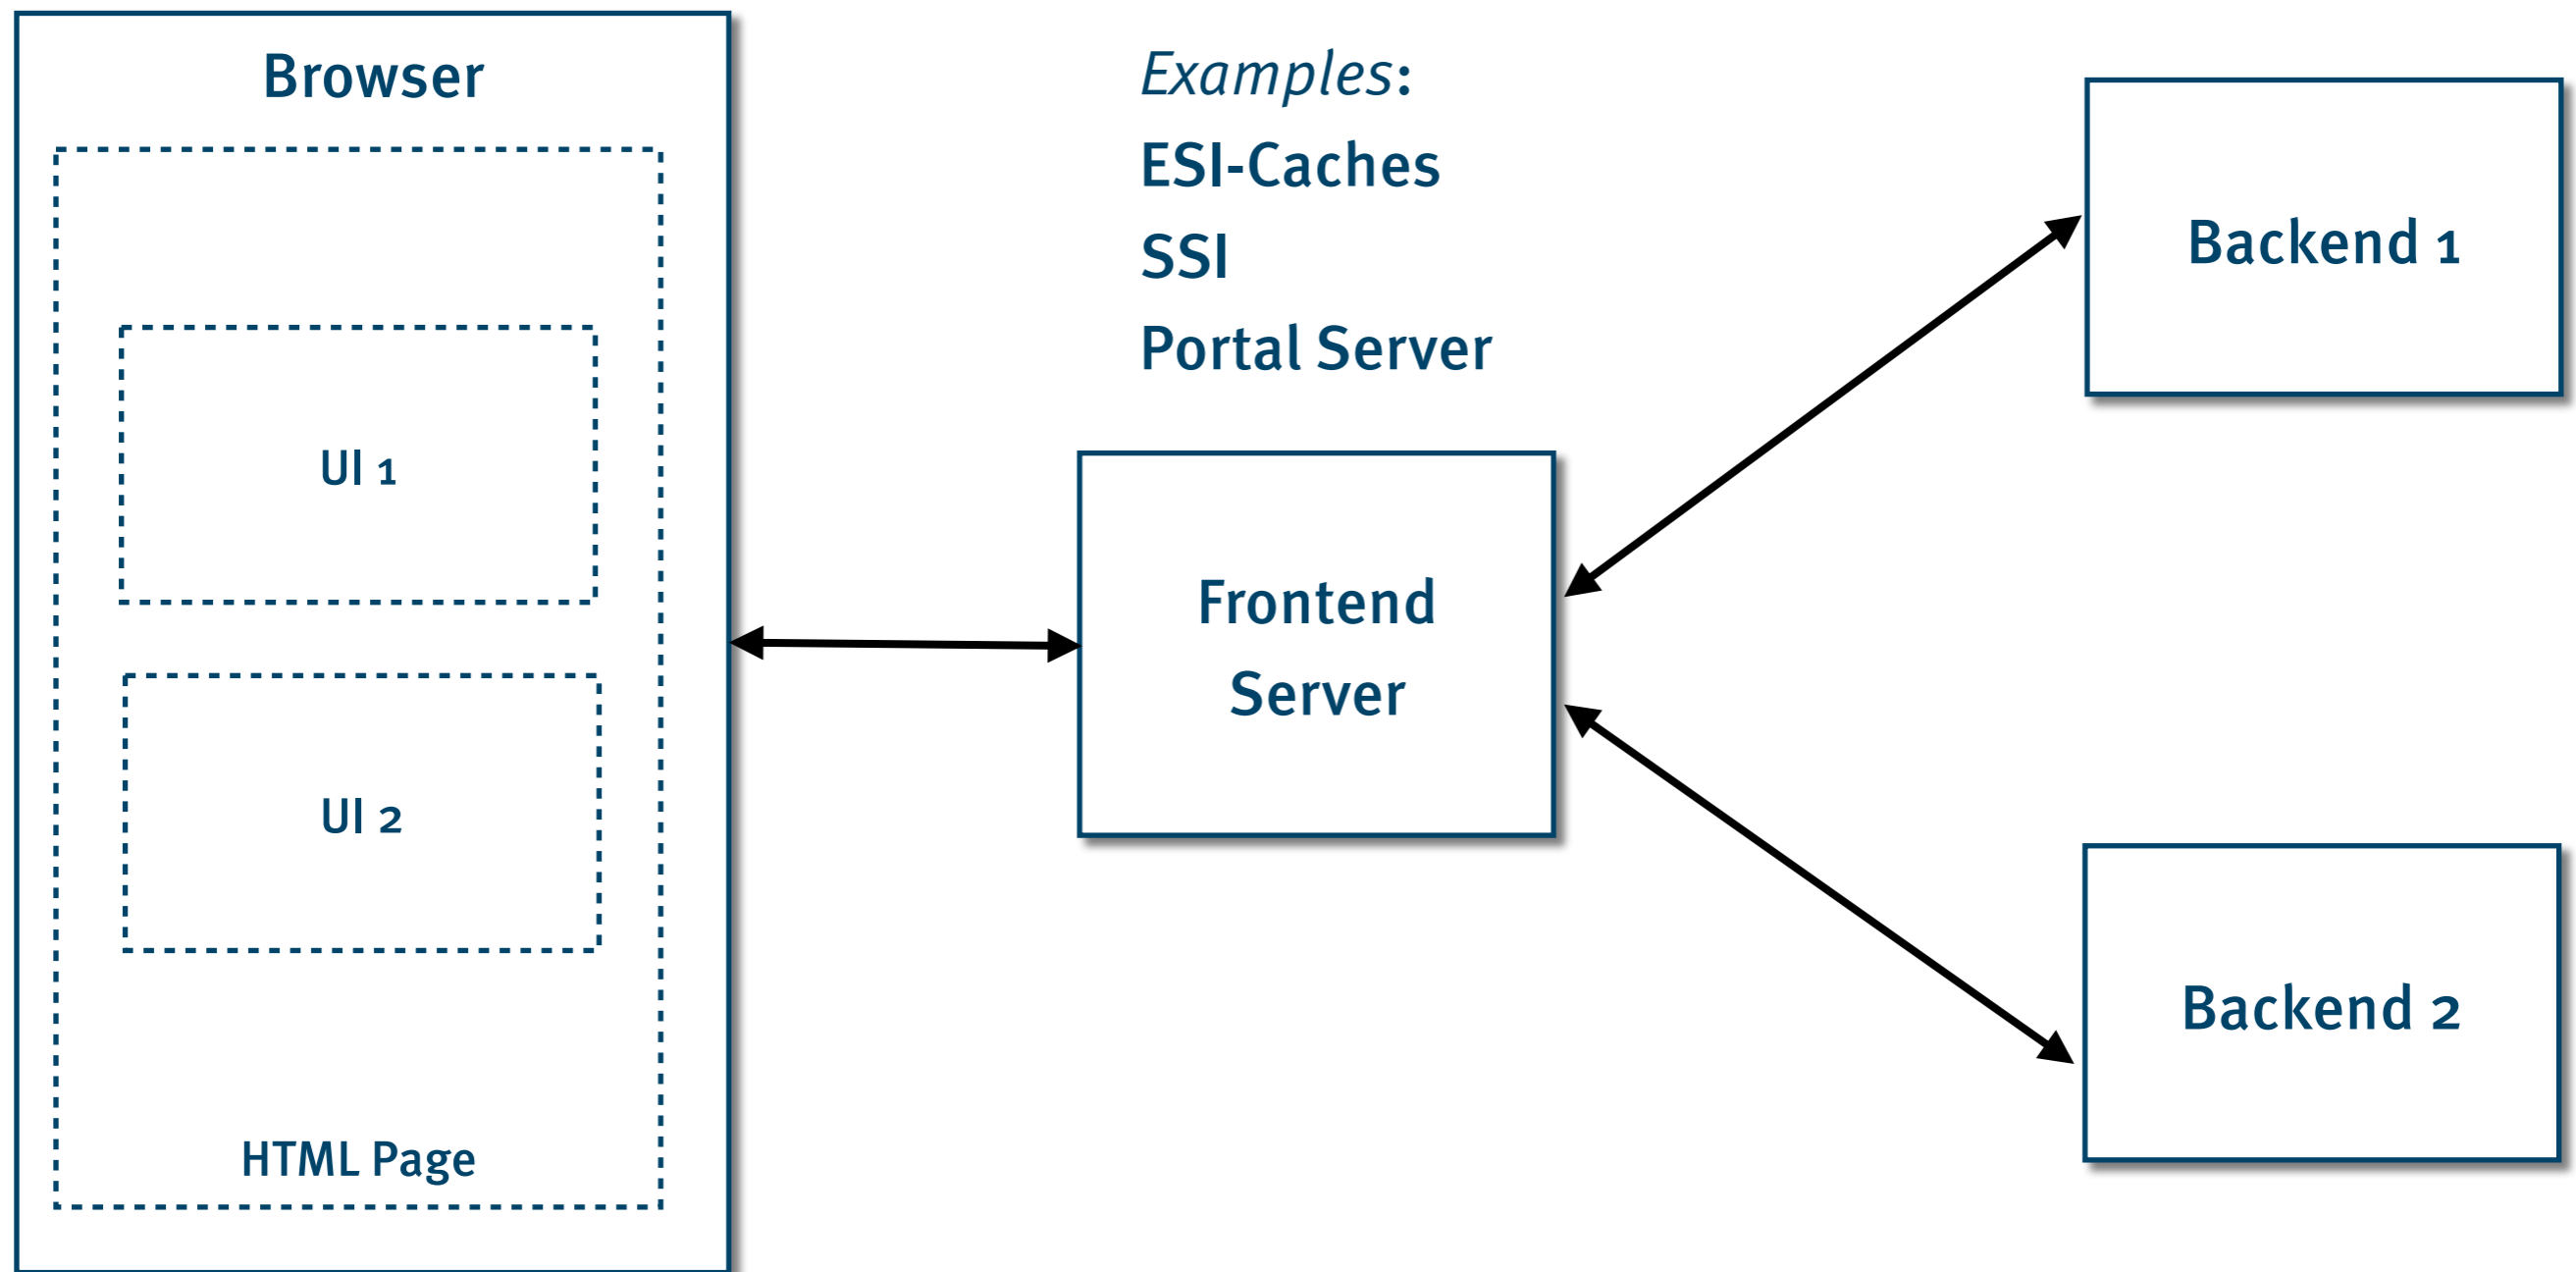 Browser
UI 1
UI 2
HTML Page
Examples:
ESI-Caches
SSI
Portal Server
Frontend
Server
Backend 1
Backend 2